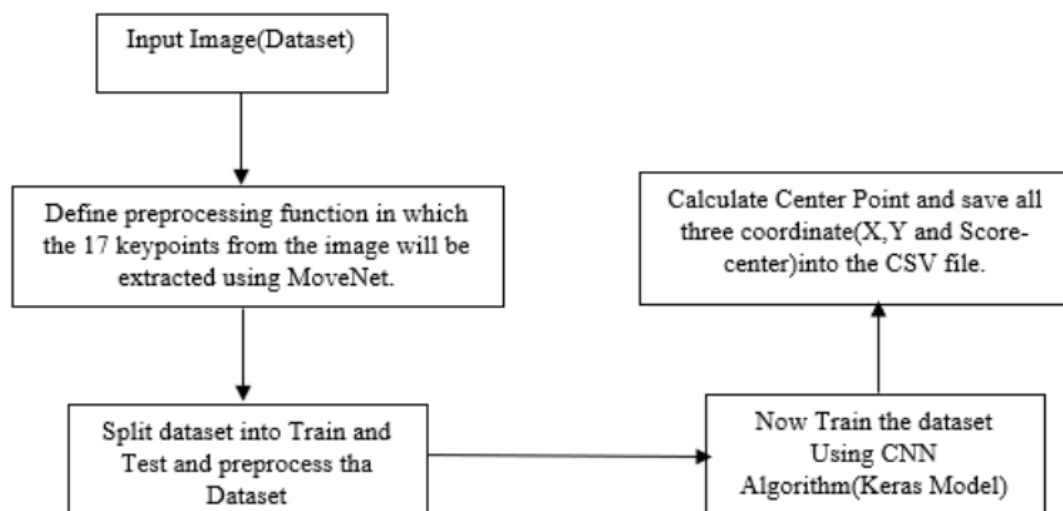 Input Image(Dataset)
Define preprocessing function in which
the 17 keypoints from the image will be
extracted using MoveNet.
Split dataset into Train and
Test and preprocess tha
Dataset
Now Train the dataset
Using CNN
Algorithm(Keras Model)
Calculate Center Point and save all
three coordinate(X,Y and Score-
center)into the CSV file.